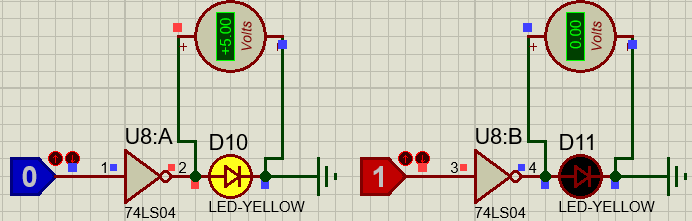 +5.00 Volts
+
0.00 Volts
+
U8:A
D10
U8:B
D11
0
1
2
1
3
4
74LS04
LED-YELLOW
74LS04
LED-YELLOW